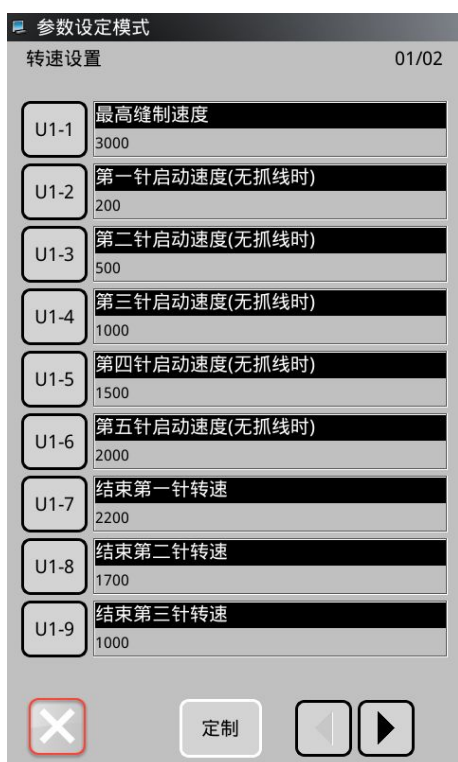 参数设定模式
转速设置 01/02
U1-1 最高缝制速度
3000
U1-2 第一针启动速度(无抓线时)
200
U1-3 第二针启动速度(无抓线时)
500
U1-4 第三针启动速度(无抓线时)
1000
U1-5 第四针启动速度(无抓线时)
1500
U1-6 第五针启动速度(无抓线时)
2000
U1-7 结束第一针转速
2200
U1-8 结束第二针转速
1700
U1-9 结束第三针转速
1000
定制